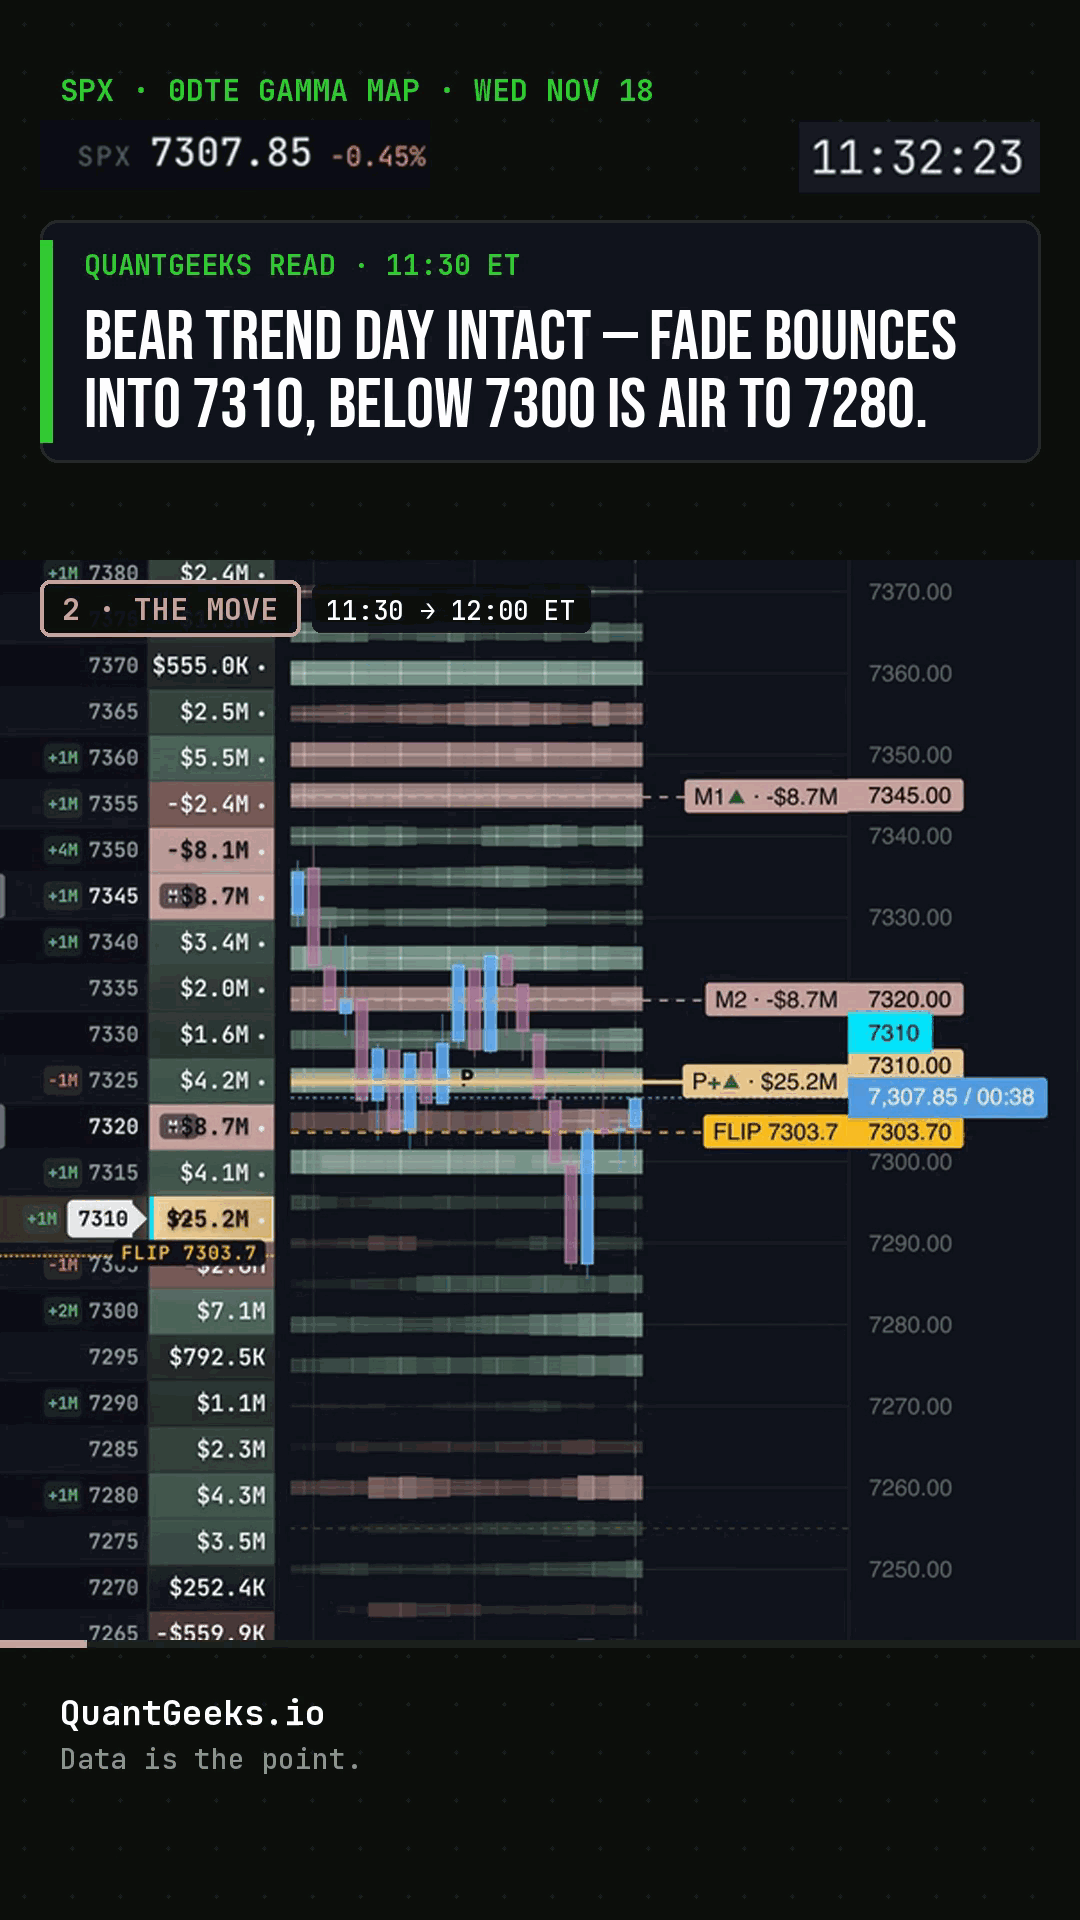 SPX · 0DTE GAMMA MAP · WED NOV 18
SPX 7307.85 -0.45%
11:32:23
QUANTGEEKS READ · 11:30 ET
BEAR TREND DAY INTACT — FADE BOUNCES
INTO 7310, BELOW 7300 IS AIR TO 7280.
+1M 7380 $2.4M
2 · THE MOVE
11:30 → 12:00 ET
7370 $555.0K
7365 $2.5M
+1M 7360 $5.5M
+1M 7355 -$2.4M
+4M 7350 -$8.1M
+1M 7345 $8.7M
+1M 7340 $3.4M
7335 $2.0M
7330 $1.6M
-1M 7325 $4.2M
7320 $8.7M
+1M 7315 $4.1M
+1M 7310 $25.2M
FLIP 7303.7
-1M
+2M 7300 $7.1M
7295 $792.5K
+1M 7290 $1.1M
7285 $2.3M
+1M 7280 $4.3M
7275 $3.5M
7270 $252.4K
7265 -$559.9K
P
7370.00
7360.00
7350.00
M1▲ · -$8.7M 7345.00
7340.00
7330.00
M2 · -$8.7M 7320.00
7310
7310.00
P+▲ · $25.2M
7,307.85 / 00:38
FLIP 7303.7 7303.70
7300.00
7290.00
7280.00
7270.00
7260.00
7250.00
QuantGeeks.io
Data is the point.